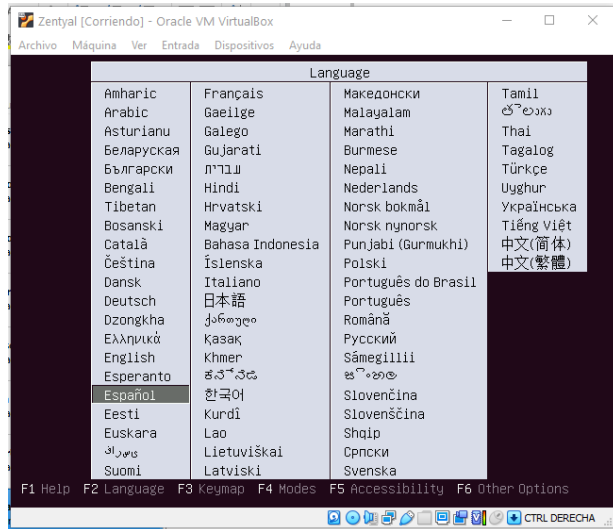 Zentyal [Corriendo] - Oracle VM VirtualBox
Archivo Máquina Ver Entrada Dispositivos Ayuda
Language
Amharic
Arabic
Asturianu
Беларуская
Български
Bengali
Tibetan
Bosanski
Català
Čeština
Dansk
Deutsch
Dzongkha
Ελληνικά
English
Esperanto
Español
Eesti
Euskara
Suomi
Français
Gaeilge
Galego
Gujarati
עברית
Hindi
Hrvatski
Magyar
Bahasa Indonesia
Íslenska
Italiano
日本語
ქართული
Қазақ
Khmer
한국어
Kurdî
Lao
Lietuviškai
Latviski
Македонски
Malayalam
Marathi
Burmese
Nepali
Nederlands
Norsk bokmål
Norsk nynorsk
Punjabi (Gurmukhi)
Polski
Português do Brasil
Português
Română
Русский
Sámegillii
Slovenčina
Slovenščina
Shqip
Српски
Svenska
Tamil
Thai
Tagalog
Türkçe
Uyghur
Українська
Tiếng Việt
中文(简体)
中文(繁體)
F1 Help F2 Language F3 Keymap F4 Modes F5 Accessibility F6 Other Options
CTRL DERECHA